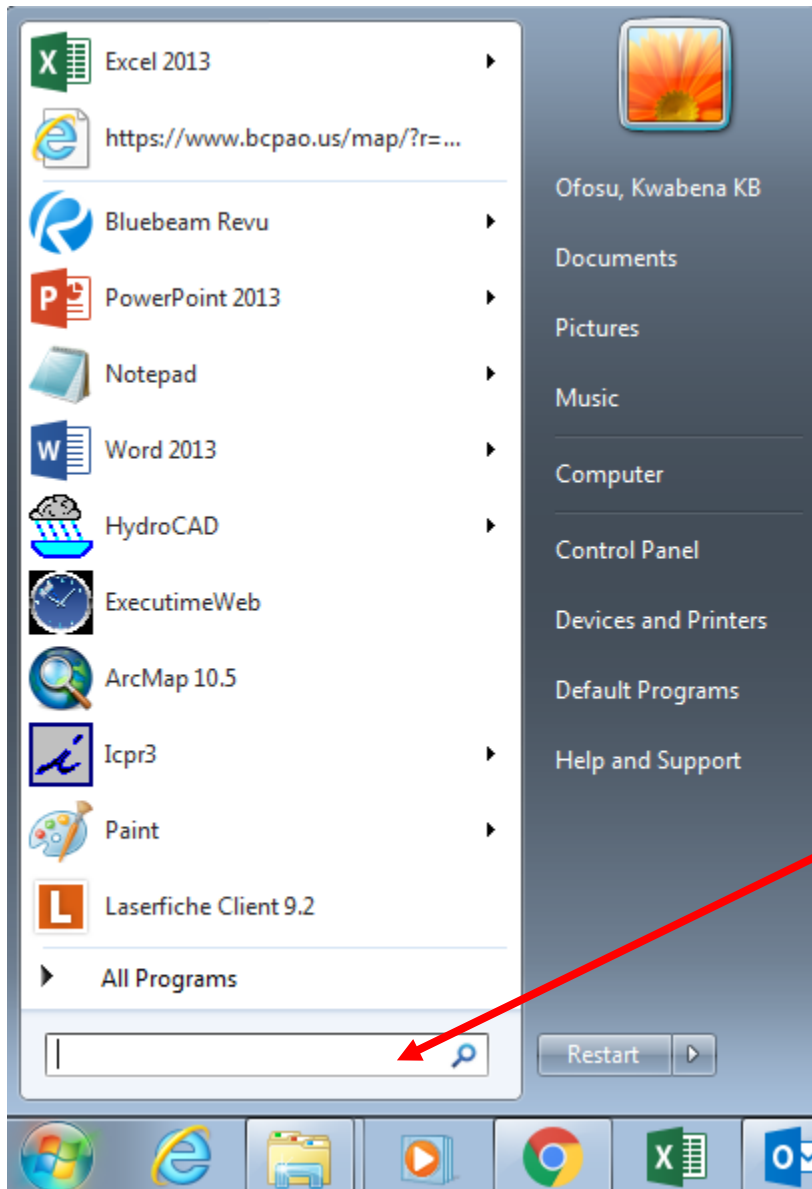 Excel 2013
https://www.bcpao.us/map/?r=...
Bluebeam Revu
PowerPoint 2013
Notepad
Word 2013
HydroCAD
ExecutimeWeb
ArcMap 10.5
Icpr3
Paint
Laserfiche Client 9.2
All Programs
Ofosu, Kwabena KB
Documents
Pictures
Music
Computer
Control Panel
Devices and Printers
Default Programs
Help and Support
Restart